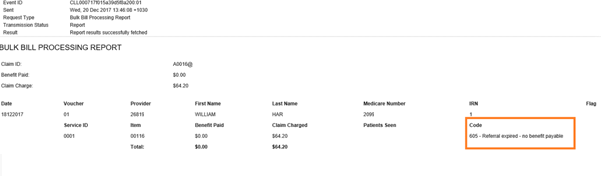 Event ID CLL000717f015a39d5f8a200:01
Sent Wed, 20 Dec 2017 13:46:08 +1030
Request Type Bulk Bill Processing Report
Transmission Status Report
Result Report results successfully fetched
BULK BILL PROCESSING REPORT
Claim ID: A0016@
Benefit Paid: $0.00
Claim Charge: $64.20
Date Voucher Provider First Name Last Name Medicare Number IRN Flag
18122017 01 26819 WILLIAM HAR 2099 1
Service ID Item Benefit Paid Claim Charged Patients Seen Code
0001 00116 $0.00 $64.20 605 - Referral expired - no benefit payable
Total: $0.00 $64.20